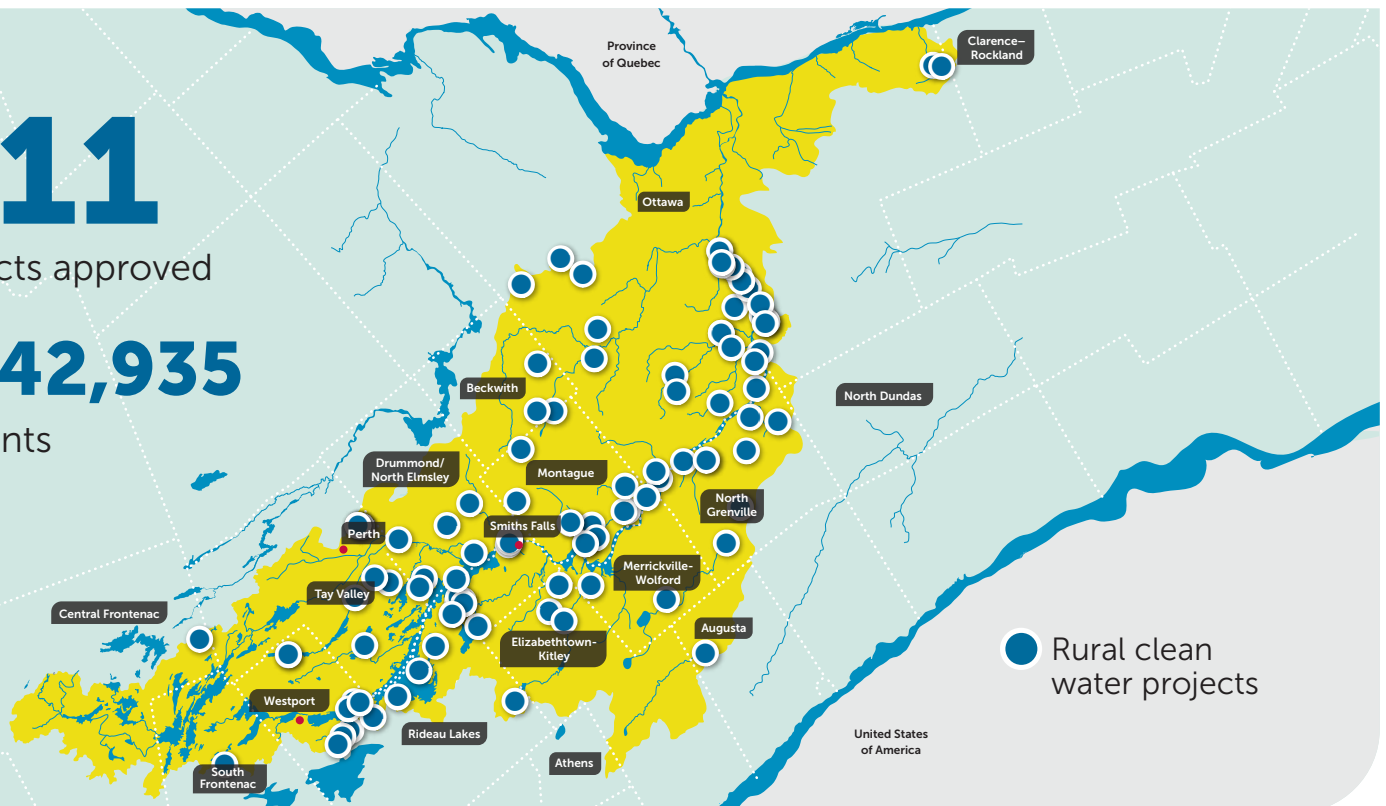 11
cts approved
42,935
nts
Province
of Quebec
Clarence–
Rockland
Ottawa
Beckwith
North Dundas
Drummond/
North Elmsley
Montague
North
Grenville
Perth
Smiths Falls
Merrickville-
Wolford
Tay Valley
Central Frontenac
Augusta
Elizabethtown-
Kitley
Westport
Rideau Lakes
Athens
South
Frontenac
United States
of America
Rural clean
water projects